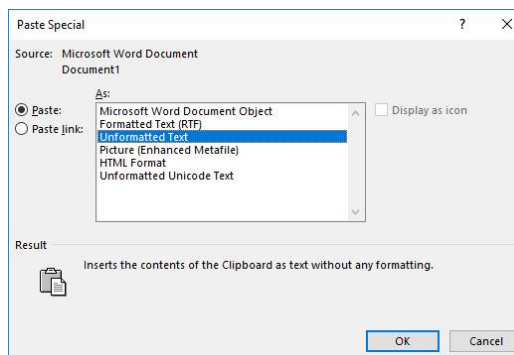 Paste Special
Source: Microsoft Word Document
Document1
As:
Paste:
Paste link:
Microsoft Word Document Object
Formatted Text (RTF)
Unformatted Text
Picture (Enhanced Metafile)
HTML Format
Unformatted Unicode Text
Display as icon
Result
Inserts the contents of the Clipboard as text without any formatting.
OK Cancel